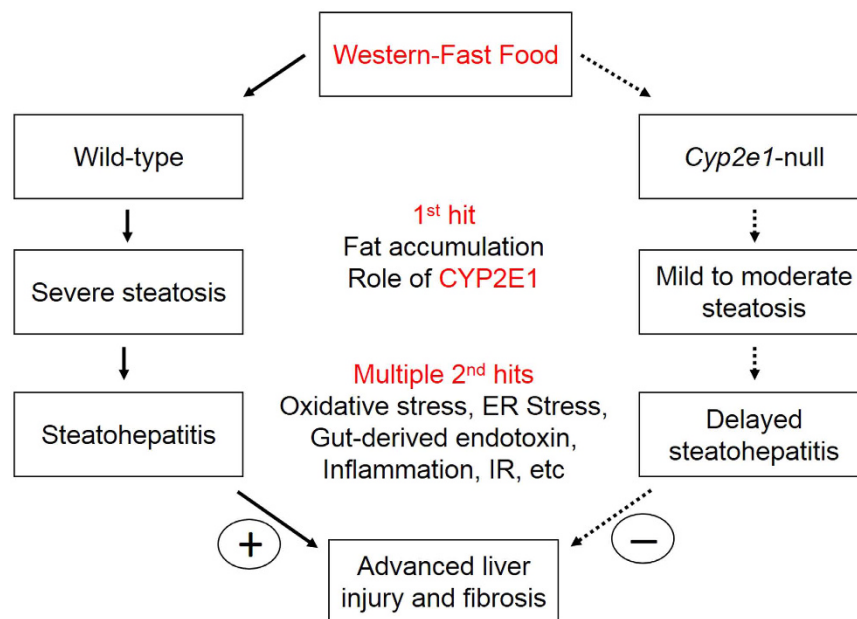 Western-Fast Food
Wild-type
Cyp2e1-null
1st hit
Fat accumulation
Role of CYP2E1
Severe steatosis
Mild to moderate
steatosis
Multiple 2nd hits
Oxidative stress, ER Stress,
Gut-derived endotoxin,
Inflammation, IR, etc
Steatohepatitis
Delayed
steatohepatitis
+
−
Advanced liver
injury and fibrosis